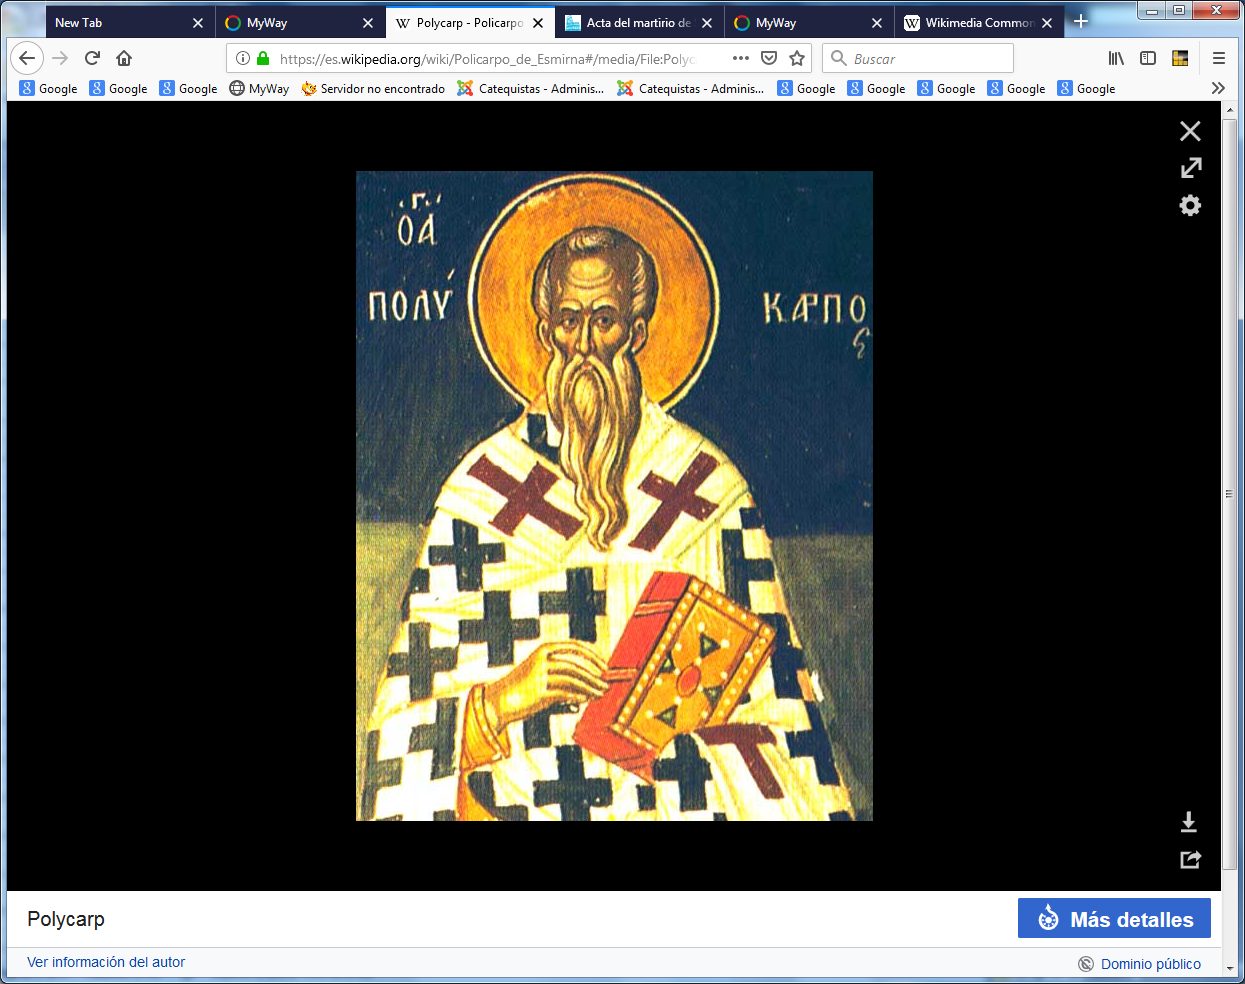 New Tab
MyWay
Polycarp - Policarpo
Acta del martirio de
MyWay
Wikimedia Common
https://es.wikipedia.org/wiki/Policarpo_de_Esmirna#/media/File:Polyc
Buscar
Google
Google
Google
MyWay
Servidor no encontrado
Catequistas - Adminis...
Catequistas - Adminis...
Google
Google
Google
Google
Google
ὁ Ἅγ
ΠΟΛΎ
ΚΑΡΠΟ
ς
Polycarp
Más detalles
Ver información del autor
Dominio público